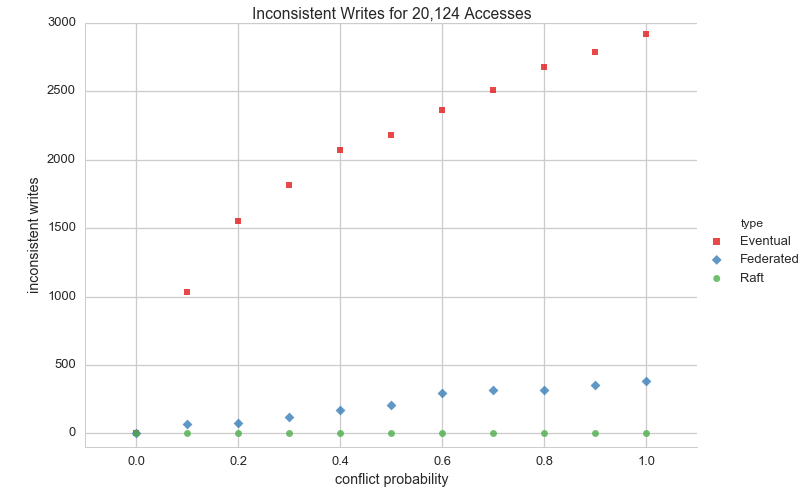 Inconsistent Writes for 20,124 Accesses
3000
2500
2000
1500
1000
500
0
inconsistent writes
0.0 0.2 0.4 0.6 0.8 1.0
conflict probability
type
Eventual
Federated
Raft